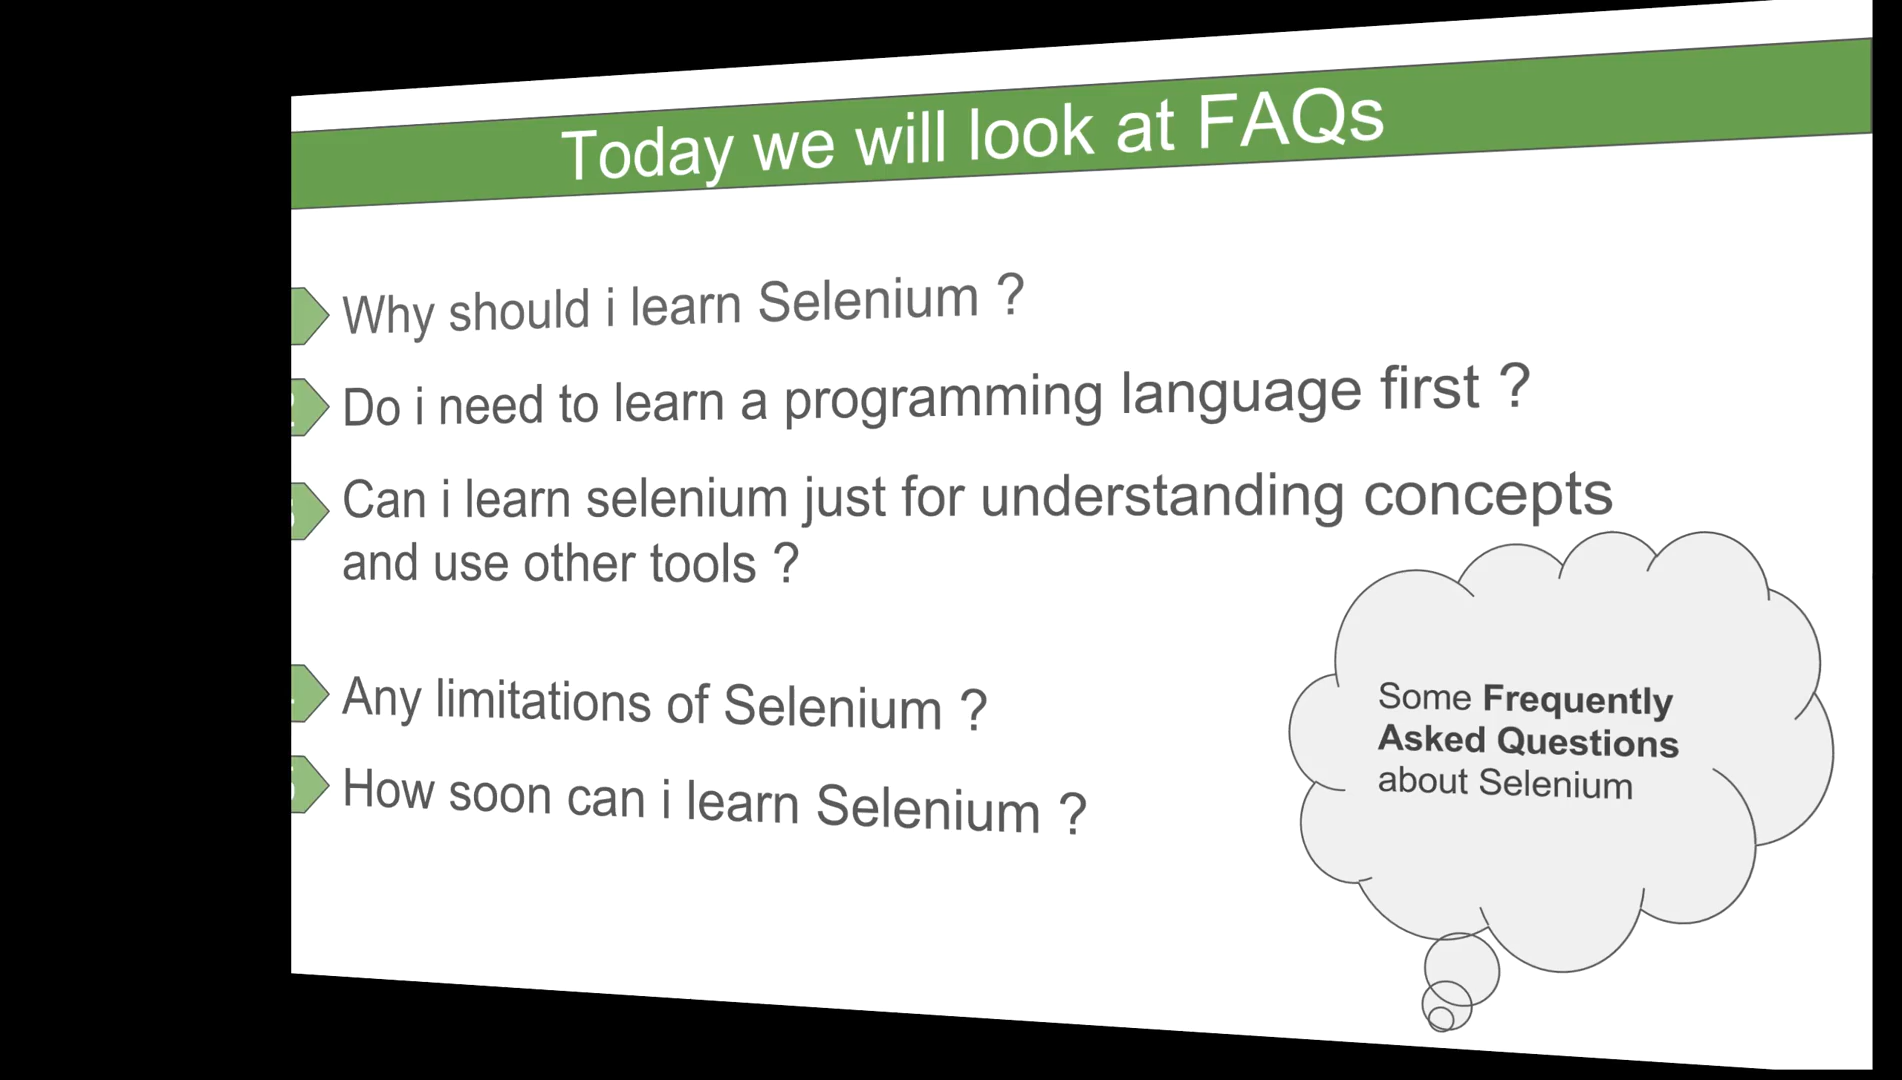 Today we will look at FAQs
Why should i learn Selenium ?
Do i need to learn a programming language first ?
Can i learn selenium just for understanding concepts
and use other tools ?
Any limitations of Selenium ?
How soon can i learn Selenium ?
Some Frequently
Asked Questions
about Selenium